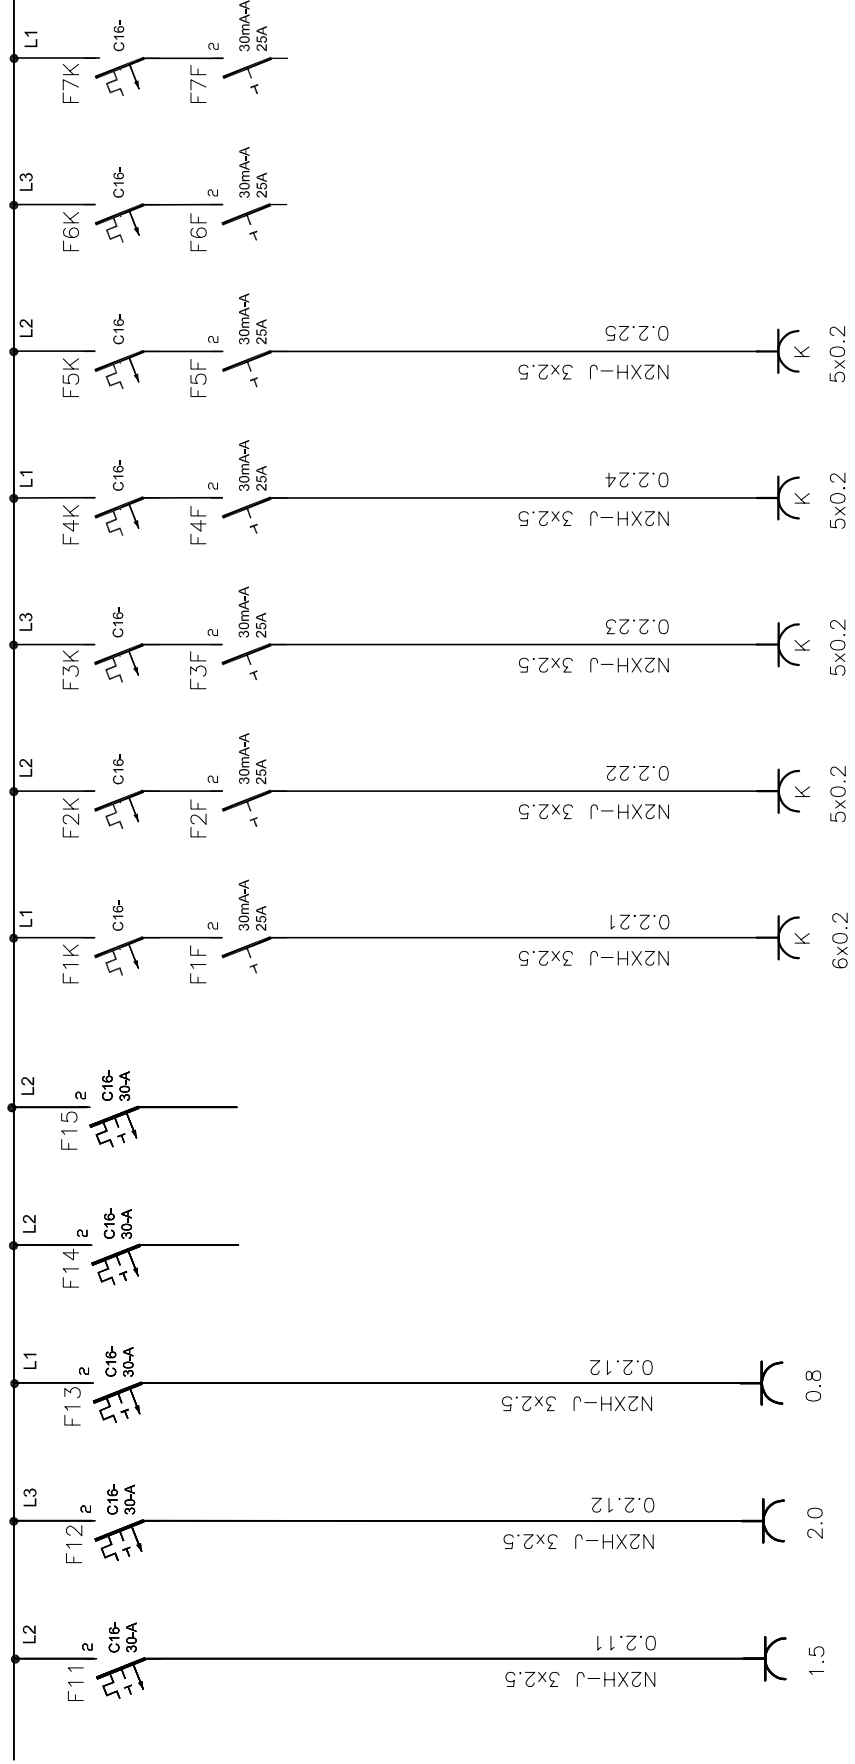 L2
F11
2
C16-
30-A
0.2.11
N2XH-J 3x2.5
1.5
L3
F12
2
C16-
30-A
0.2.12
N2XH-J 3x2.5
2.0
L1
F13
2
C16-
30-A
0.2.12
N2XH-J 3x2.5
0.8
L2
F14
2
C16-
30-A
L2
F15
2
C16-
30-A
L1
F1K
C16-
F1F
2
30mA-A
25A
0.2.21
N2XH-J 3x2.5
K
6x0.2
L2
F2K
C16-
F2F
2
30mA-A
25A
0.2.22
N2XH-J 3x2.5
K
5x0.2
L3
F3K
C16-
F3F
2
30mA-A
25A
0.2.23
N2XH-J 3x2.5
K
5x0.2
L1
F4K
C16-
F4F
2
30mA-A
25A
0.2.24
N2XH-J 3x2.5
K
5x0.2
L2
F5K
C16-
F5F
2
30mA-A
25A
0.2.25
N2XH-J 3x2.5
K
5x0.2
L3
F6K
C16-
F6F
2
30mA-A
25A
L1
F7K
C16-
F7F
2
30mA-A
25A